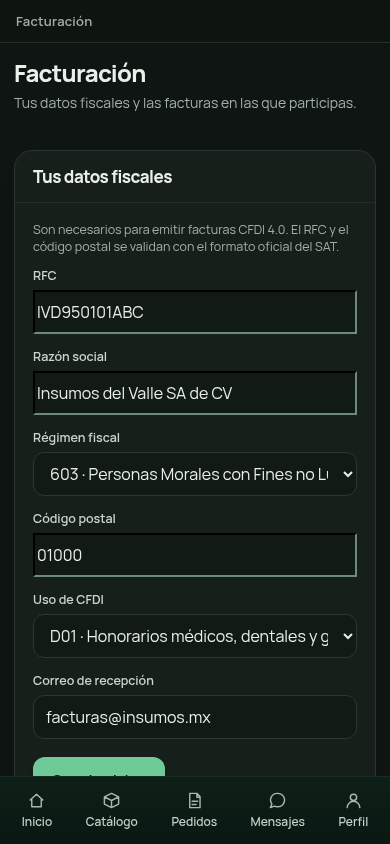 Facturación
Facturación
Tus datos fiscales y las facturas en las que participas.
Tus datos fiscales
Son necesarios para emitir facturas CFDI 4.0. El RFC y el
código postal se validan con el formato oficial del SAT.
RFC
IVD950101ABC
Razón social
Insumos del Valle SA de CV
Régimen fiscal
603 · Personas Morales con Fines no
Código postal
01000
Uso de CFDI
D01 · Honorarios médicos, dentales y g
Correo de recepción
facturas@insumos.mx
Inicio
Catálogo
Pedidos
Mensajes
Perfil